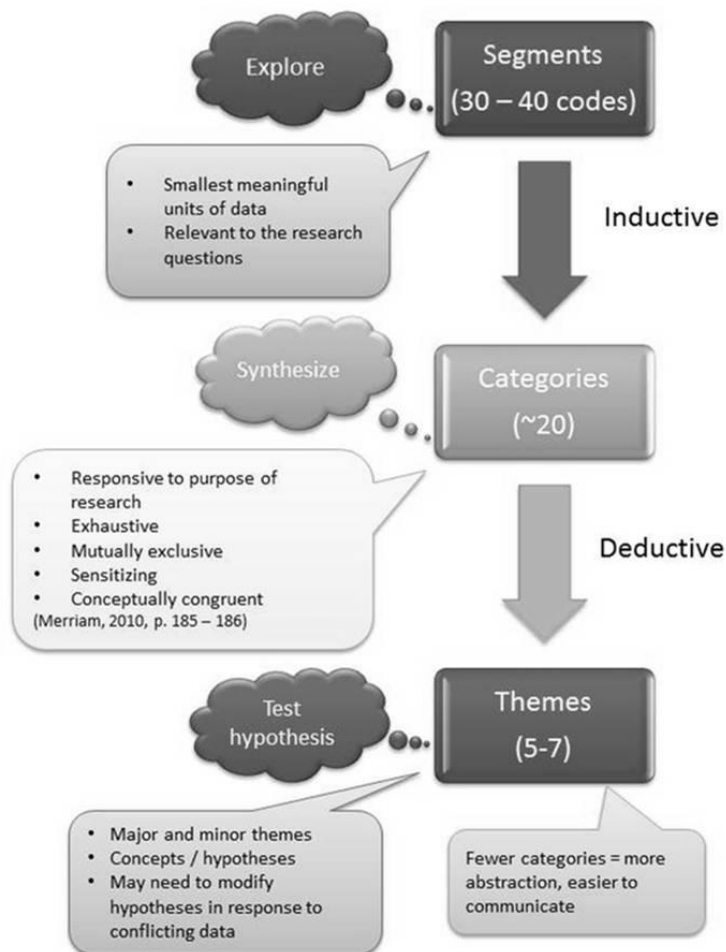 Explore
Segments
(30 – 40 codes)
• Smallest meaningful
units of data
• Relevant to the research
questions
Inductive
Synthesize
Categories
(~20)
• Responsive to purpose of
research
• Exhaustive
• Mutually exclusive
• Sensitizing
• Conceptually congruent
(Merriam, 2010, p. 185 – 186)
Deductive
Test
hypothesis
Themes
(5-7)
• Major and minor themes
• Concepts / hypotheses
• May need to modify
hypotheses in response to
conflicting data
Fewer categories = more
abstraction, easier to
communicate